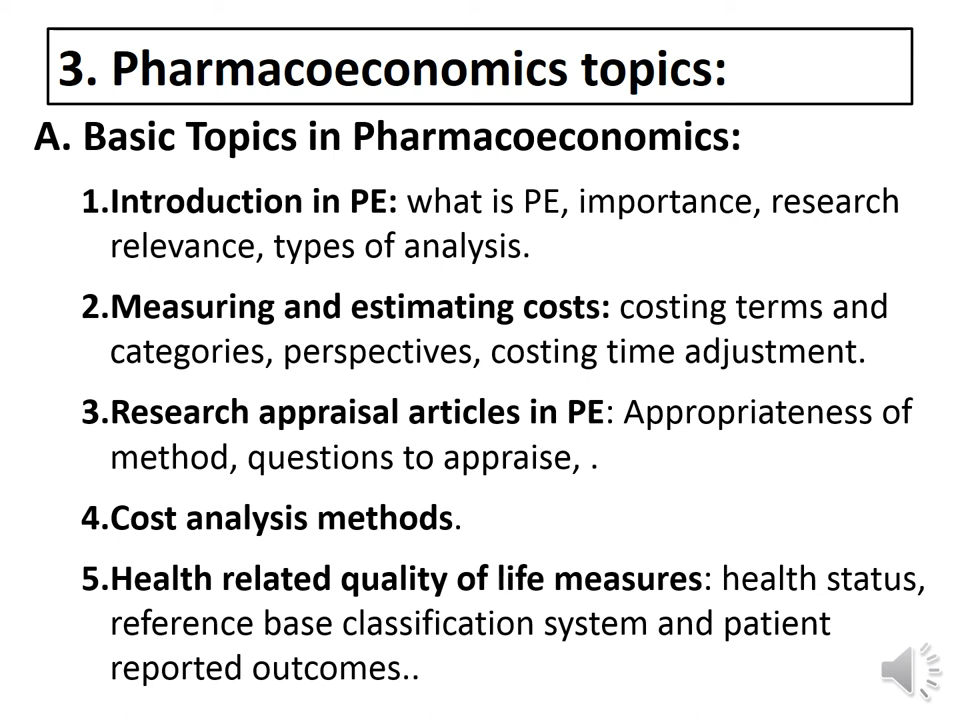 3. Pharmacoeconomics topics:
A. Basic Topics in Pharmacoeconomics:
1.Introduction in PE: what is PE, importance, research
relevance, types of analysis.
2.Measuring and estimating costs: costing terms and
categories, perspectives, costing time adjustment.
3.Research appraisal articles in PE: Appropriateness of
method, questions to appraise, .
4.Cost analysis methods.
5.Health related quality of life measures: health status,
reference base classification system and patient
reported outcomes..